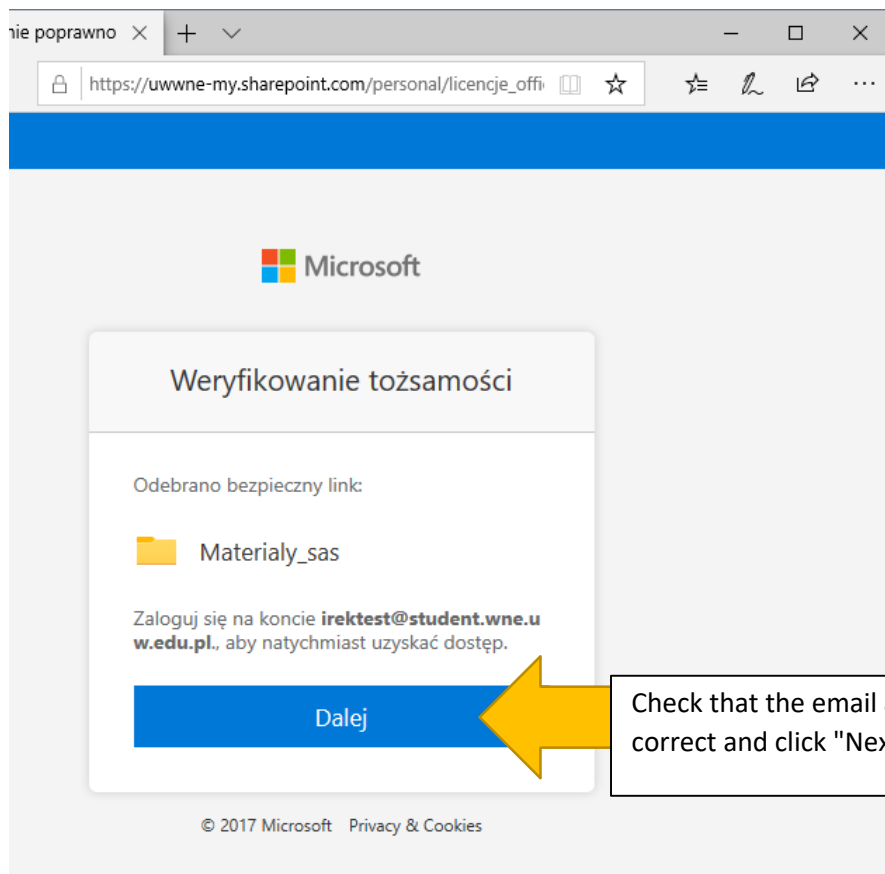 nie poprawno
https://uwwne-my.sharepoint.com/personal/licencje_offi
Microsoft
Weryfikowanie tożsamości
Odebrano bezpieczny link:
Materialy_sas
Zaloguj się na koncie irektest@student.wne.u
w.edu.pl., aby natychmiast uzyskać dostęp.
Dalej
Check that the email
correct and click "Nex
© 2017 Microsoft Privacy & Cookies